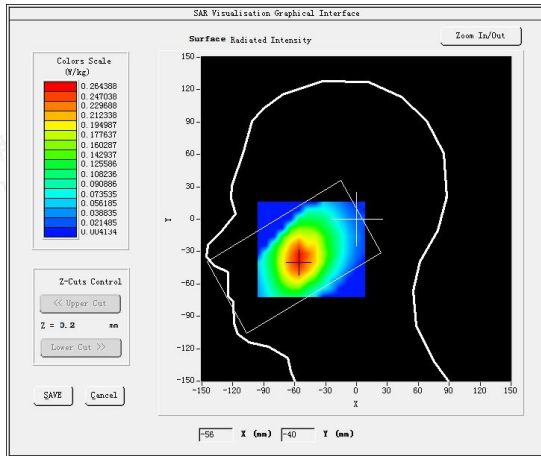 SAR Visualisation Graphical Interface
Surface Radiated Intensity
Zoom In/Out
Colors Scale
(W/kg)
0.264388
0.247038
0.229688
0.212338
0.194987
0.177637
0.160287
0.142937
0.125586
0.108236
0.090886
0.073535
0.056185
0.038835
0.021485
0.004134
Z-Cuts Control
<< Upper Cut
Z = 0.2 mm
Lower Cut >>
SAVE
Cancel
150
120
90
60
30
0
-30
-60
-90
-120
-150
Y
-150 -120 -90 -60 -30 0 30 60 90 120 150
X
-56 X (mm) -40 Y (mm)